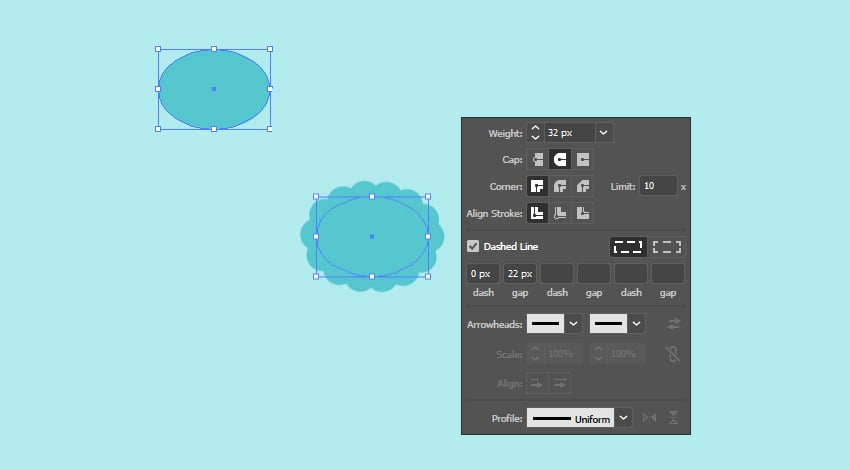 Weight: 32 px
Cap:
Corner: Limit: 10 x
Align Stroke:
Dashed Line
0 px 22 px
dash gap dash gap dash gap
Arrowheads:
Scale: 100% 100%
Align:
Profile: Uniform